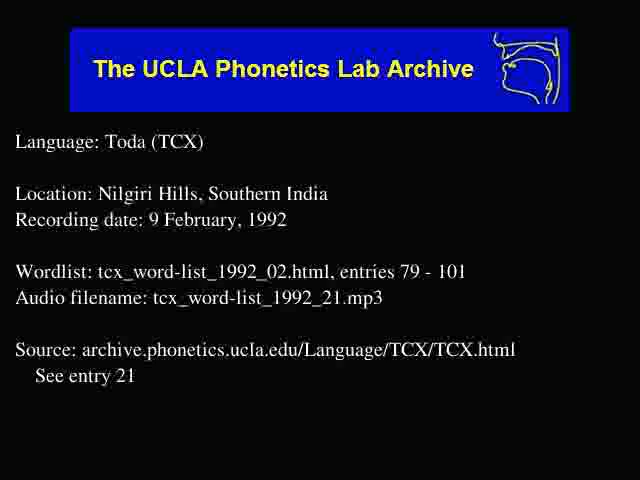 The UCLA Phonetics Lab Archive
Language: Toda (TCX)
Location: Nilgiri Hills, Southern India
Recording date: 9 February, 1992
Wordlist: tcx_word-list_1992_02.html, entries 79 - 101
Audio filename: tcx_word-list_1992_21.mp3
Source: archive.phonetics.ucla.edu/Language/TCX/TCX.html
See entry 21